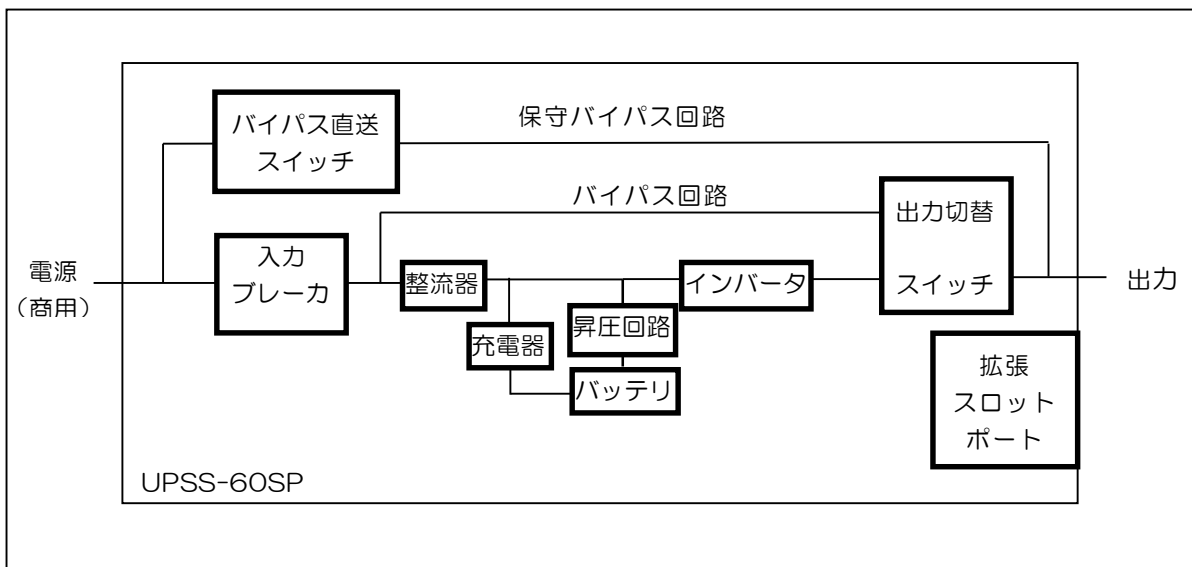 バイパス直送
スイッチ
保守バイパス回路
バイパス回路
出力切替
スイッチ
入力
ブレーカ
電源
(商用)
整流器
インバータ
出力
充電器
昇圧回路
バッテリ
拡張
スロット
ポート
UPSS-60SP